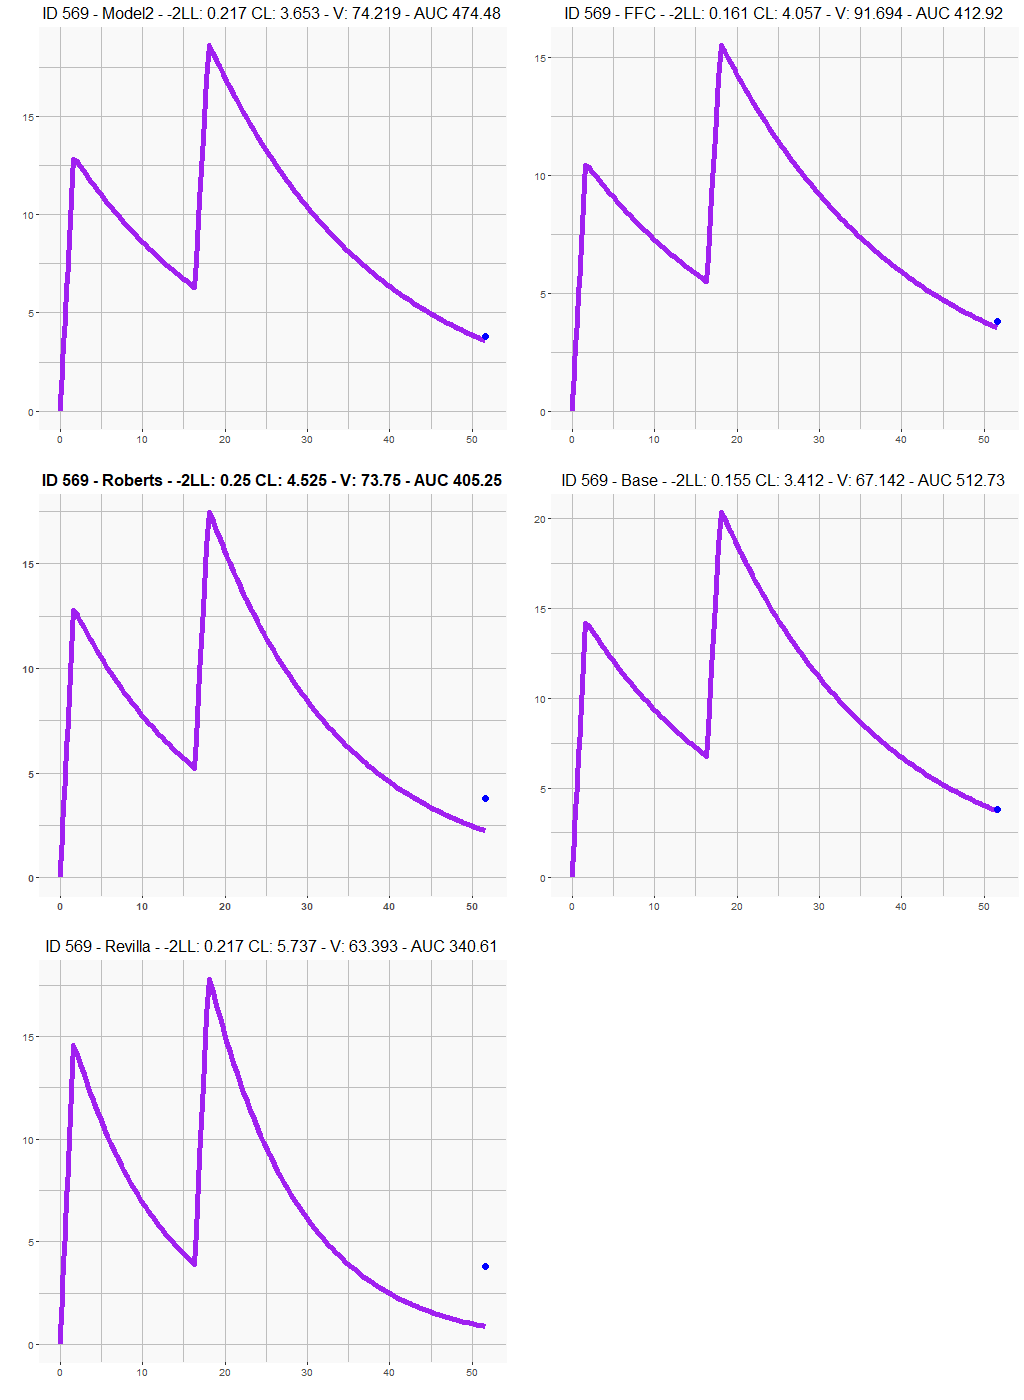 ID 569 - Model2 - -2LL: 0.217 CL: 3.653 - V: 74.219 - AUC 474.48
15
10
5
0
0 10 20 30 40 50
ID 569 - FFC - -2LL: 0.161 CL: 4.057 - V: 91.694 - AUC 412.92
15
10
5
0
0 10 20 30 40 50
ID 569 - Roberts - -2LL: 0.25 CL: 4.525 - V: 73.75 - AUC 405.25
15
10
5
0
0 10 20 30 40 50
ID 569 - Base - -2LL: 0.155 CL: 3.412 - V: 67.142 - AUC 512.73
20
15
10
5
0
0 10 20 30 40 50
ID 569 - Revilla - -2LL: 0.217 CL: 5.737 - V: 63.393 - AUC 340.61
15
10
5
0
0 10 20 30 40 50